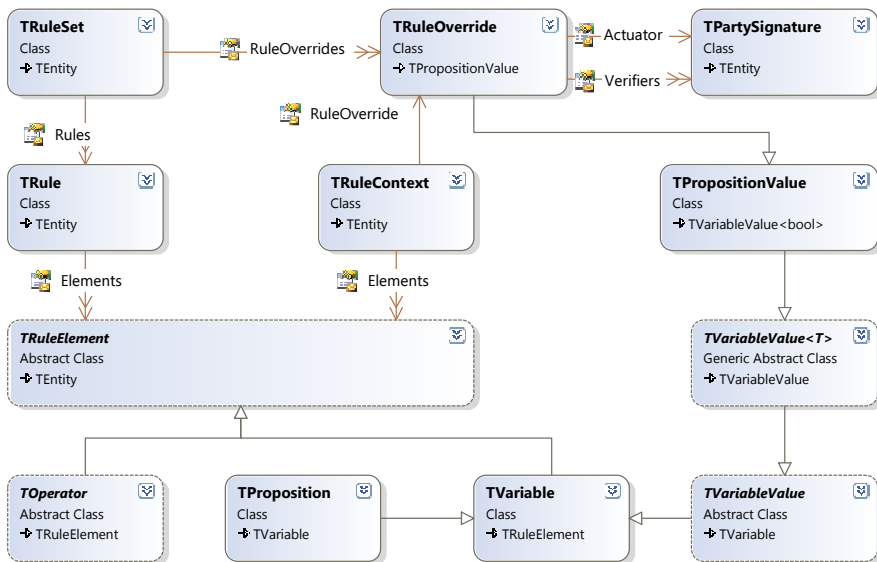 TRuleSet
Class
TEntity
RuleOverrides
TRuleOverride
Class
TPropositionValue
Actuator
Verifiers
TPartySignature
Class
TEntity
Rules
RuleOverride
TRule
Class
TEntity
TRuleContext
Class
TEntity
TPropositionValue
Class
TVariableValue<bool>
Elements
Elements
TRuleElement
Abstract Class
TEntity
TVariableValue<T>
Generic Abstract Class
TVariableValue
TOperator
Abstract Class
TRuleElement
TProposition
Class
TVariable
TVariable
Class
TRuleElement
TVariableValue
Abstract Class
TVariable